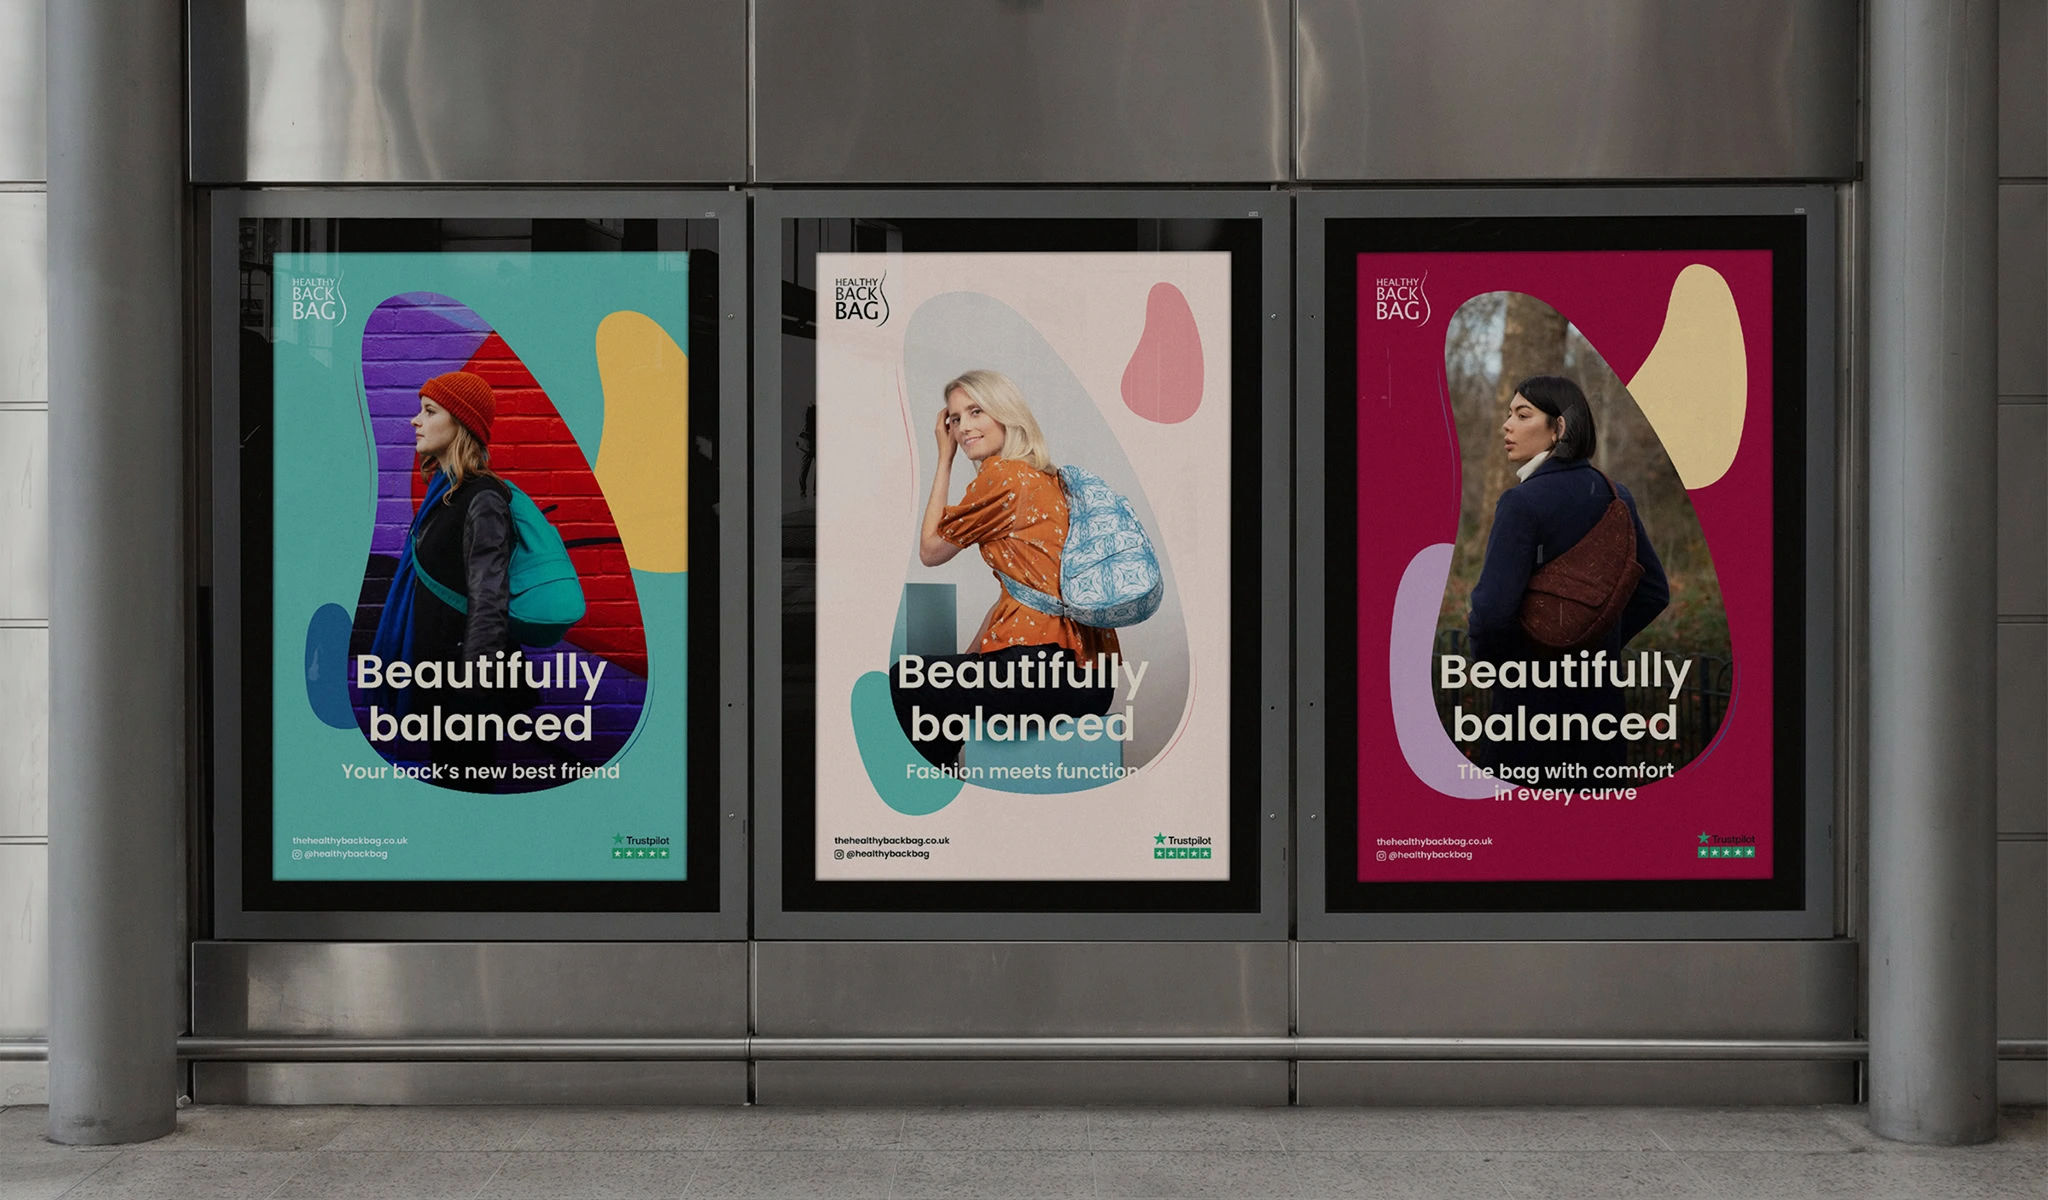 HEALTHY
BACK
BAG
Beautifully
balanced
Your back's new best friend
thehealthybackbag.co.uk
@healthybackbag
Trustpilot
HEALTHY
BACK
BAG
Beautifully
balanced
Fashion meets function
thehealthybackbag.co.uk
@healthybackbag
Trustpilot
HEALTHY
BACK
BAG
Beautifully
balanced
The bag with comfort
in every curve
thehealthybackbag.co.uk
@healthybackbag
Trustpilot